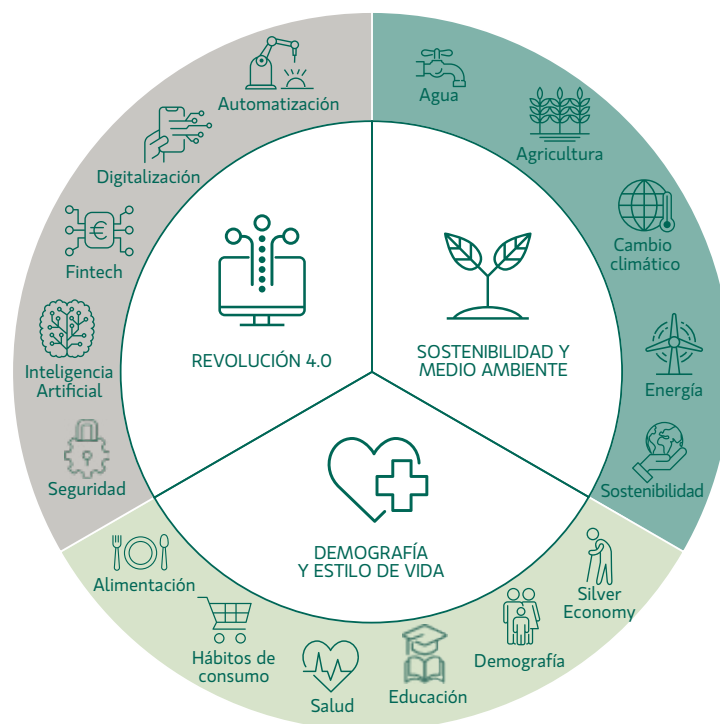 Automatización
Digitalización
€
Fintech
Inteligencia
Artificial
Seguridad
REVOLUCIÓN 4.0
Agua
Agricultura
Cambio
climático
Energía
Sostenibilidad
SOSTENIBILIDAD Y
MEDIO AMBIENTE
DEMOGRAFÍA
Y ESTILO DE VIDA
Alimentación
Hábitos de
consumo
Salud
Educación
Demografía
Silver
Economy